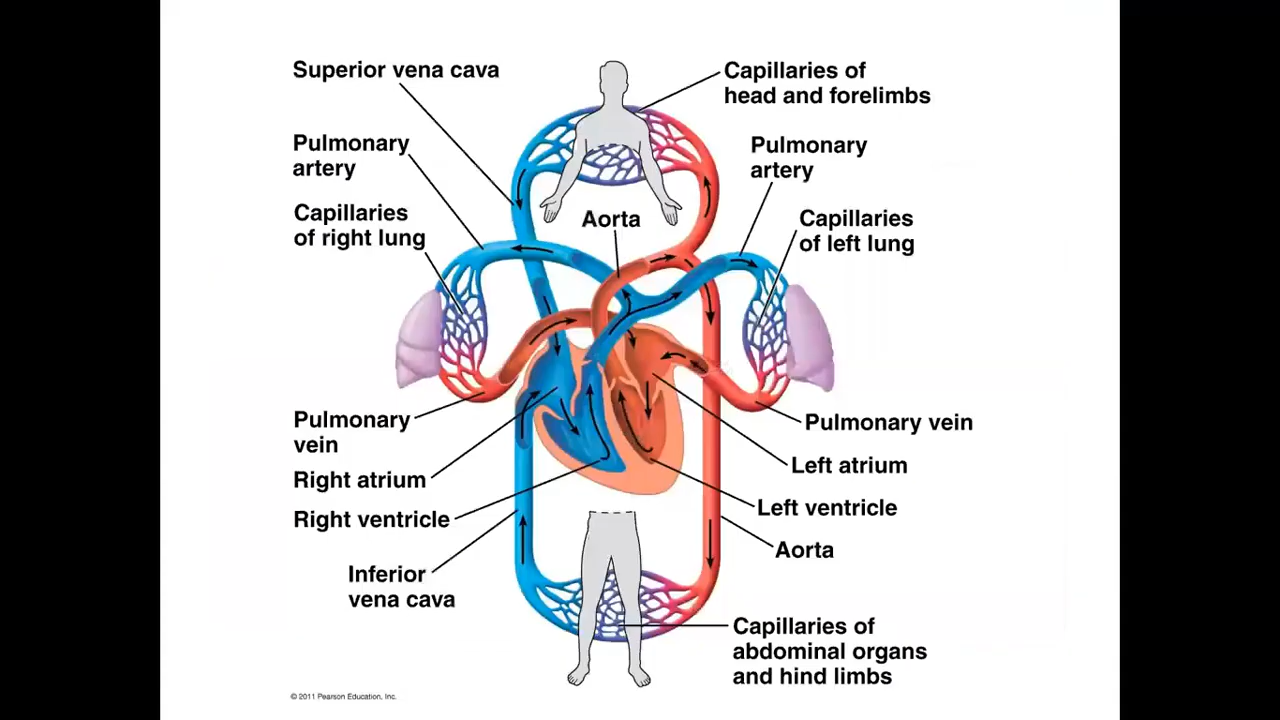 Superior vena cava
Capillaries of
head and forelimbs
Pulmonary
artery
Pulmonary
artery
Capillaries
of right lung
Aorta
Capillaries
of left lung
Pulmonary
vein
Pulmonary vein
Right atrium
Left atrium
Right ventricle
Left ventricle
Aorta
Inferior
vena cava
Capillaries of
abdominal organs
and hind limbs
© 2011 Pearson Education, Inc.